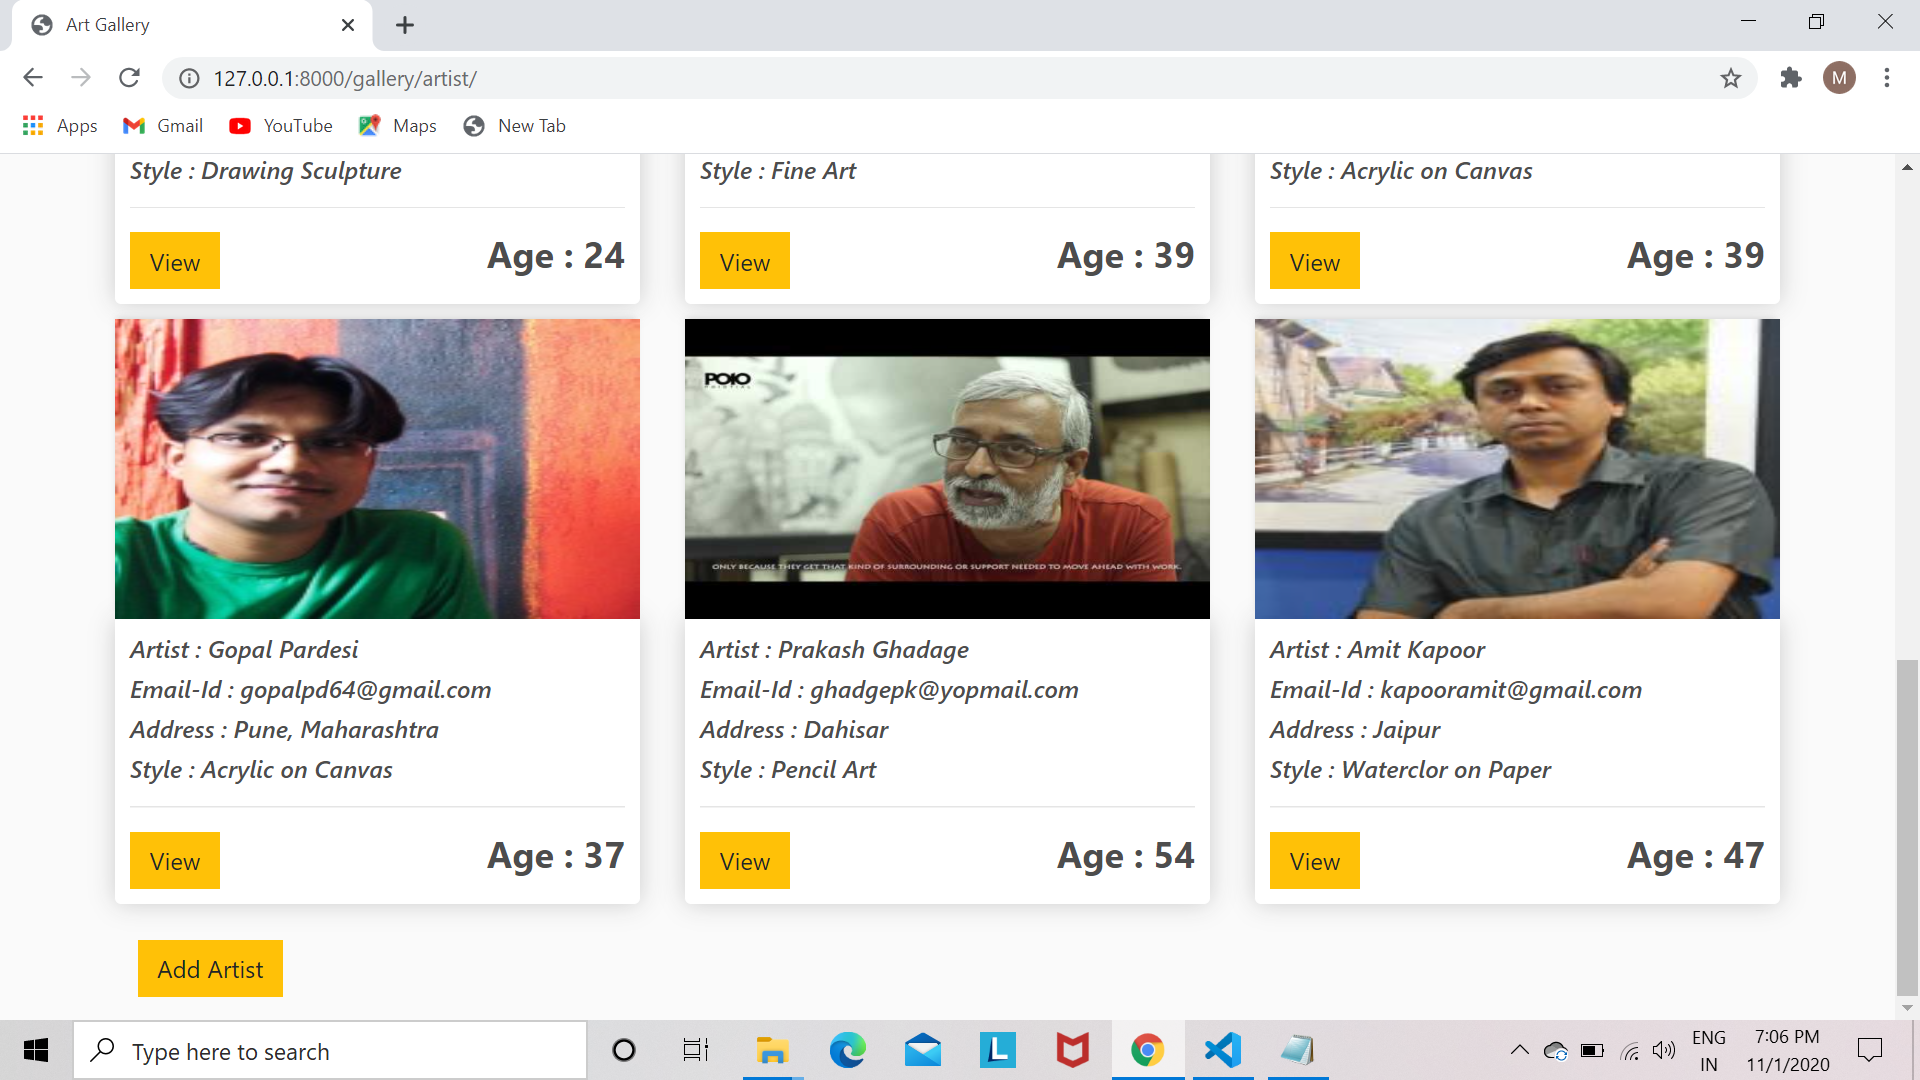 Art Gallery
127.0.0.1:8000/gallery/artist/
M
Apps Gmail YouTube Maps New Tab
Style : Drawing Sculpture
Style : Fine Art
Style : Acrylic on Canvas
View Age : 24
View Age : 39
View Age : 39
POIO
ONLY BECAUSE THEY GET THAT KIND OF SURROUNDING OR SUPPORT NEEDED TO MOVE AHEAD WITH WORK.
Artist : Gopal Pardesi
Email-Id : gopalpd64@gmail.com
Address : Pune, Maharashtra
Style : Acrylic on Canvas
View Age : 37
Artist : Prakash Ghadage
Email-Id : ghadgepk@yopmail.com
Address : Dahisar
Style : Pencil Art
View Age : 54
Artist : Amit Kapoor
Email-Id : kapooramit@gmail.com
Address : Jaipur
Style : Waterclor on Paper
View Age : 47
Add Artist
Type here to search
L
ENG
IN
7:06 PM
11/1/2020